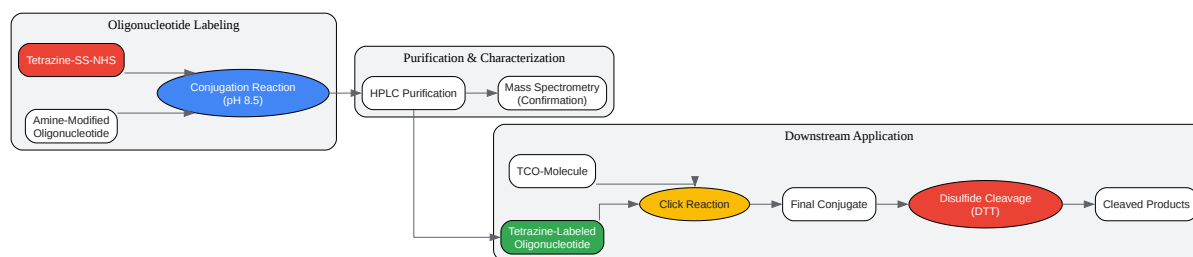 Oligonucleotide Labeling
Tetrazine-SS-NHS
Conjugation Reaction
(pH 8.5)
Amine-Modified
Oligonucleotide
Purification & Characterization
HPLC Purification
Mass Spectrometry
(Confirmation)
Downstream Application
TCO-Molecule
Click Reaction
Final Conjugate
Disulfide Cleavage
(DTT)
Cleaved Products
Tetrazine-Labeled
Oligonucleotide